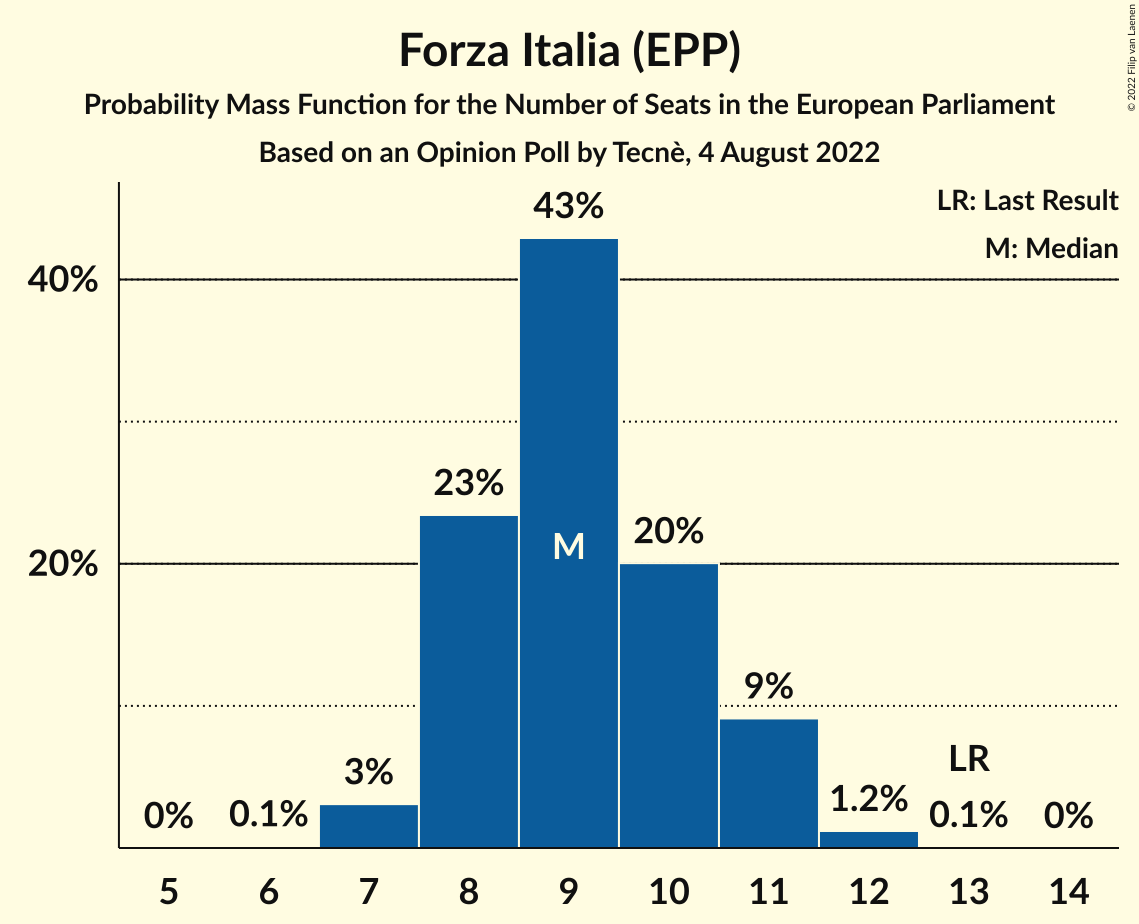 Forza Italia (EPP)
Probability Mass Function for the Number of Seats in the European Parliament
Based on an Opinion Poll by Tecnè, 4 August 2022
© 2022 Filip van Laenen
LR: Last Result
M: Median
43%
40%
23%
M
20%
20%
9%
3%
LR
0%
0.1%
1.2%
0.1%
0%
5
6
7
8
9
10
11
12
13
14